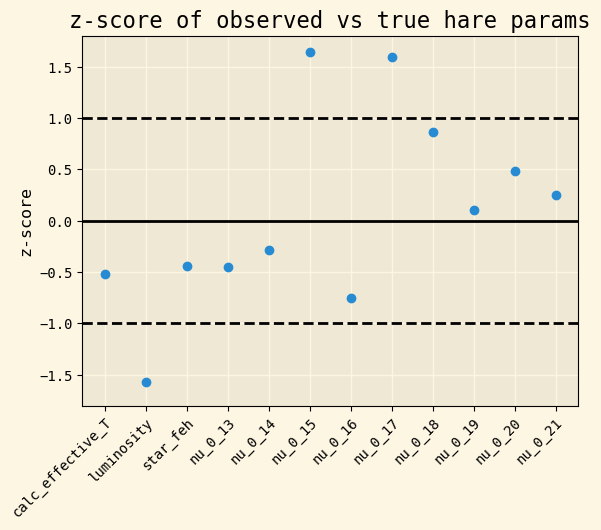 z-score of observed vs true hare params
z-score
1.5
1.0
0.5
0.0
−0.5
−1.0
−1.5
calc_effective_T
luminosity
star_feh
nu_0_13
nu_0_14
nu_0_15
nu_0_16
nu_0_17
nu_0_18
nu_0_19
nu_0_20
nu_0_21